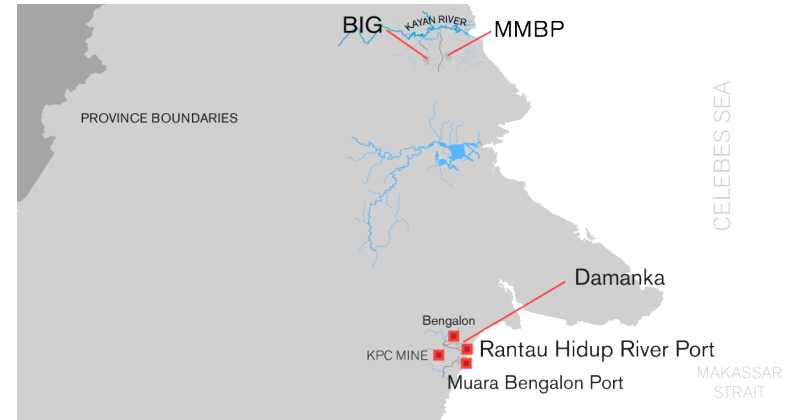 BIG
KAYAN RIVER
MMBP
PROVINCE BOUNDARIES
CELEBES SEA
Damanka
Bengalon
KPC MINE
Rantau Hidup River Port
Muara Bengalon Port
MAKASSAR
STRAIT